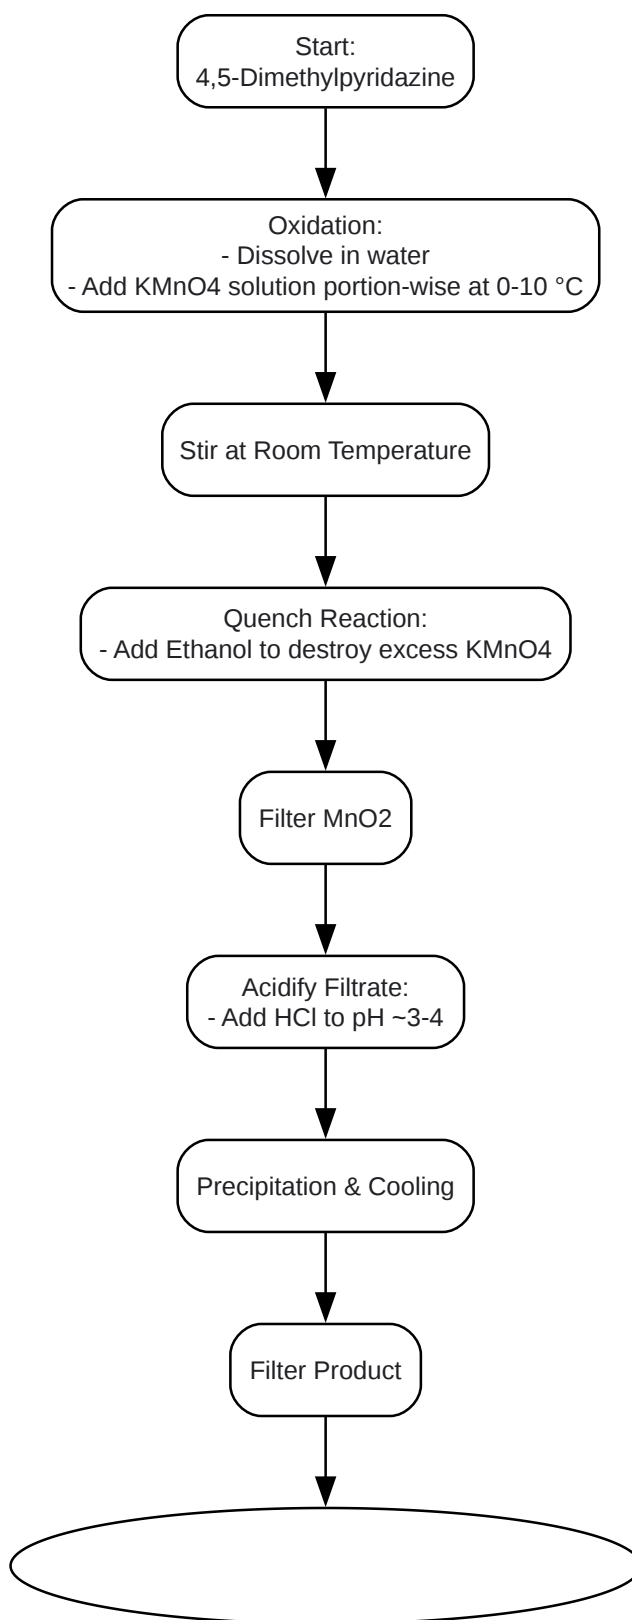 Start:
4,5-Dimethylpyridazine
Oxidation:
- Dissolve in water
- Add KMnO4 solution portion-wise at 0-10 °C
Stir at Room Temperature
Quench Reaction:
- Add Ethanol to destroy excess KMnO4
Filter MnO2
Acidify Filtrate:
- Add HCl to pH ~3-4
Precipitation & Cooling
Filter Product